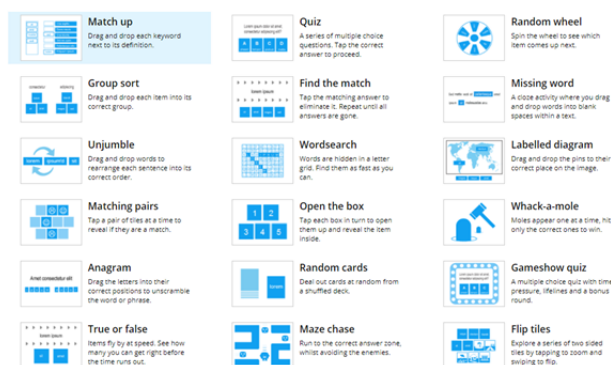 Match up
Drag and drop each keyword
next to its definition.
Quiz
A series of multiple choice
questions. Tap the correct
answer to proceed.
Random wheel
Spin the wheel to see which
item comes up next.
Group sort
Drag and drop each item into its
correct group.
Find the match
Tap the matching answer to
eliminate it. Repeat until all
answers are gone.
Missing word
A cloze activity where you drag
and drop words into blank
spaces within a text.
Unjumble
Drag and drop words to
rearrange each sentence into its
correct order.
Wordsearch
Words are hidden in a letter
grid. Find them as fast as you
can.
Labelled diagram
Drag and drop the pins to their
correct place on the image.
Matching pairs
Tap a pair of tiles at a time to
reveal if they are a match.
Open the box
1 2
3 4 5
Tap each box in turn to open
them up and reveal the item
inside.
Whack-a-mole
Moles appear one at a time, hit
only the correct ones to win.
Anagram
Drag the letters into their
correct positions to unscramble
the word or phrase.
Random cards
Deal out cards at random from
a shuffled deck.
Gameshow quiz
A multiple choice quiz with time
pressure, lifelines and a bonus
round.
True or false
Items fly by at speed. See how
many you can get right before
the time runs out.
Maze chase
Run to the correct answer zone,
whilst avoiding the enemies.
Flip tiles
Explore a series of two sided
tiles by tapping to zoom and
swiping to flip.